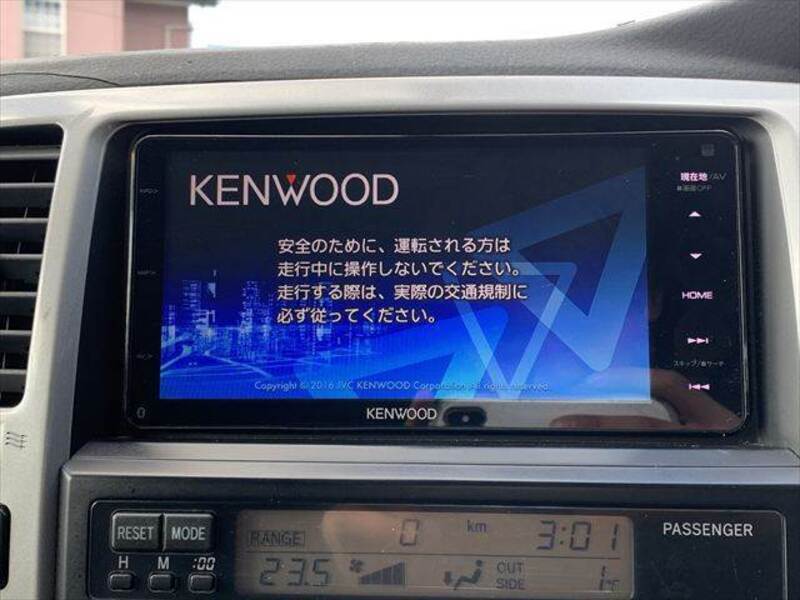 KENWOOD
安全のために、運転される方は
走行中に操作しないでください。
走行する際は、実際の交通規制に
必ず従ってください。
Copyright © 2016 JVC KENWOOD Corporation All rights reserved.
現在地/AV
HOME
KENWOOD
RESET MODE
H M :00
RANGE 0 km 3:01
23.5 OUT SIDE 1°F
PASSENGER